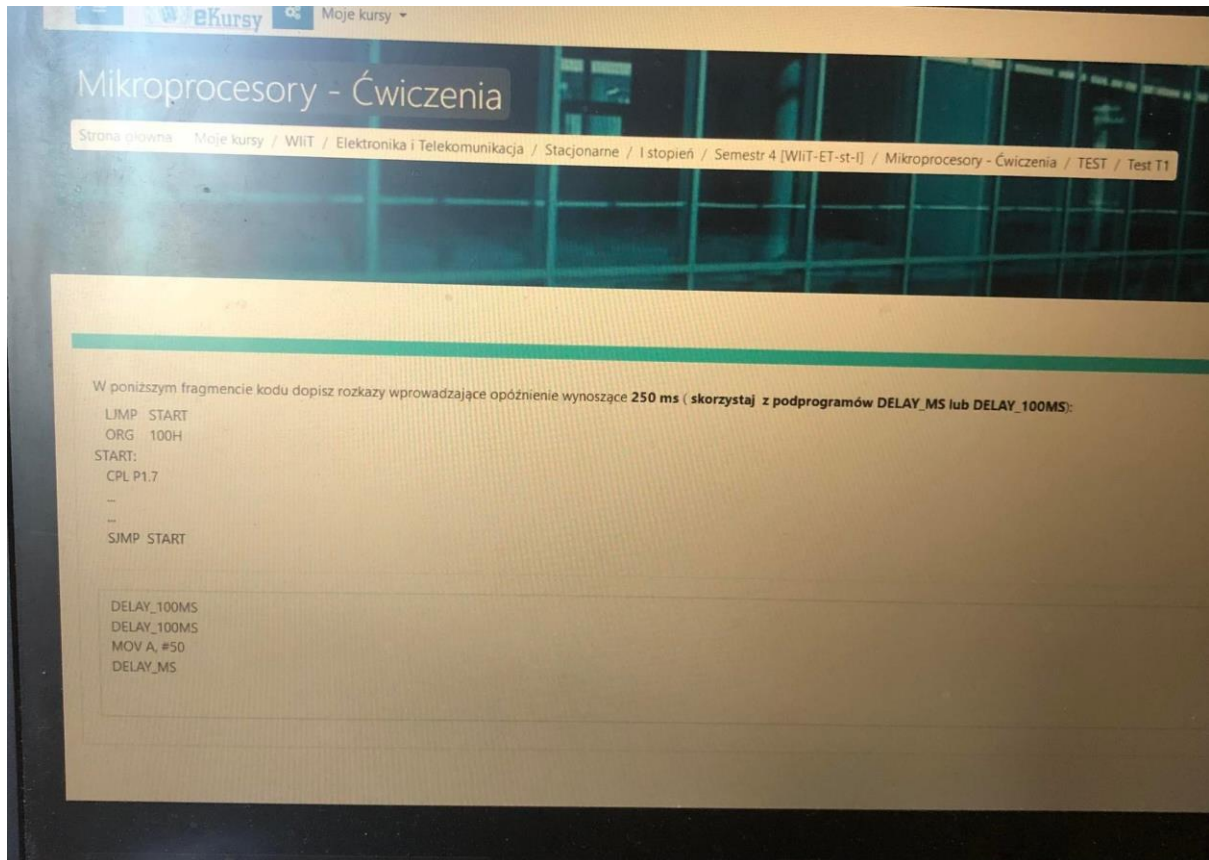 eKursy Moje kursy
Mikroprocesory - Ćwiczenia
Strona główna Moje kursy / WIiT / Elektronika i Telekomunikacja / Stacjonarne / I stopień / Semestr 4 [WIiT-ET-st-I] / Mikroprocesory - Ćwiczenia / TEST / Test T1
W poniższym fragmencie kodu dopisz rozkazy wprowadzające opóźnienie wynoszące 250 ms ( skorzystaj z podprogramów DELAY_MS lub DELAY_100MS):
LJMP START
ORG 100H
START:
CPL P1.7
...
...
SJMP START
DELAY_100MS
DELAY_100MS
MOV A, #50
DELAY_MS